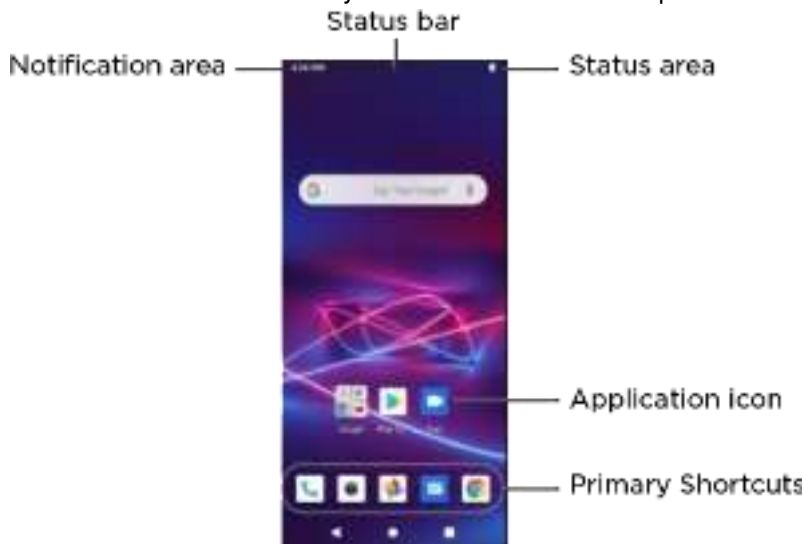 Status bar
Notification area
Status area
Application icon
Primary Shortcuts